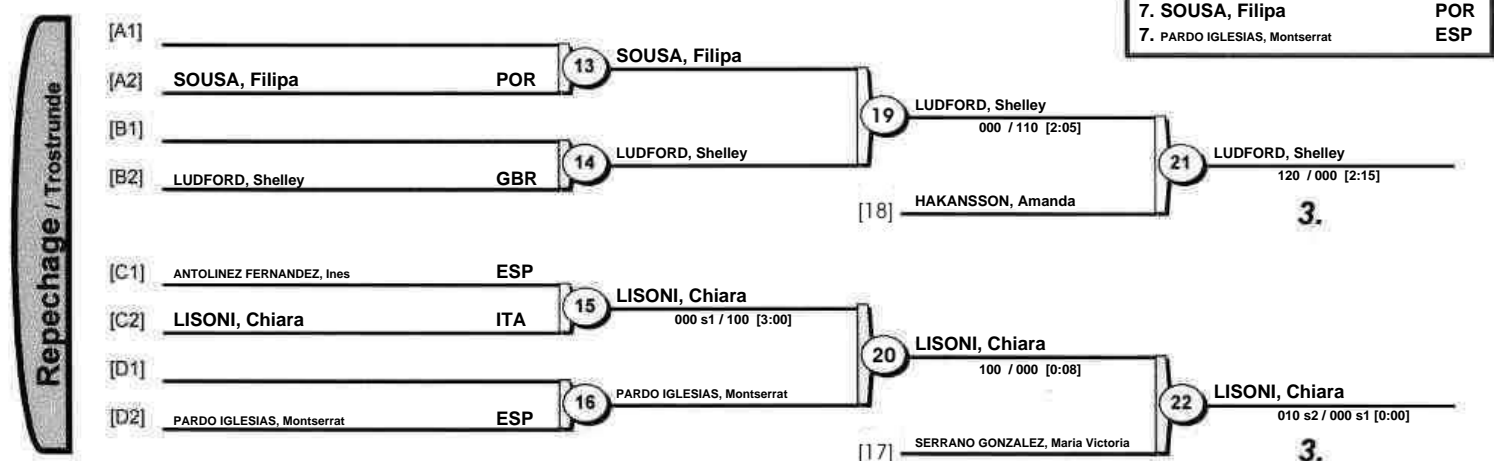 7. SOUSA, Filipa POR
7. PARDO IGLESIAS, Montserrat ESP
Repechage / Trostrunde
[A1]
[A2] SOUSA, Filipa POR
13 SOUSA, Filipa
[B1]
[B2] LUDFORD, Shelley GBR
14 LUDFORD, Shelley
19 LUDFORD, Shelley
000 / 110 [2:05]
[18] HAKANSSON, Amanda
21 LUDFORD, Shelley
120 / 000 [2:15]
3.
[C1] ANTOLINEZ FERNANDEZ, Ines ESP
[C2] LISONI, Chiara ITA
15 LISONI, Chiara
000 s1 / 100 [3:00]
[D1]
[D2] PARDO IGLESIAS, Montserrat ESP
16 PARDO IGLESIAS, Montserrat
20 LISONI, Chiara
100 / 000 [0:08]
[17] SERRANO GONZALEZ, Maria Victoria
22 LISONI, Chiara
010 s2 / 000 s1 [0:00]
3.